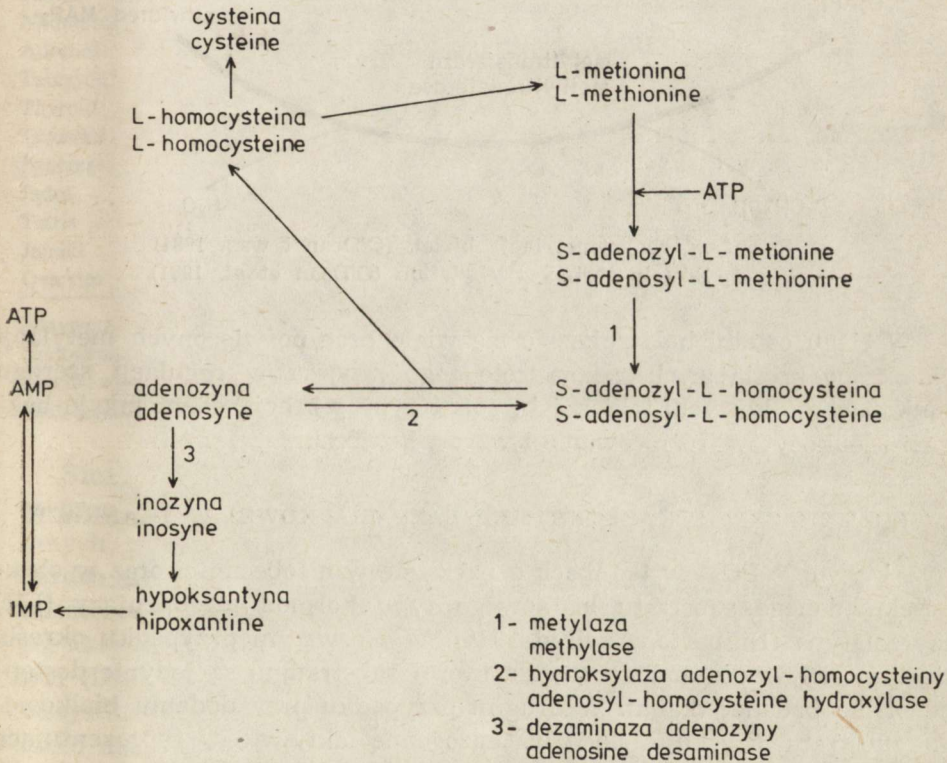 cysteina
cysteine
L-metionina
L-methionine
L-homocysteina
L-homocysteine
ATP
S-adenozyl-L-metionine
S-adenosyl-L-methionine
ATP
1
AMP
adenozyna
adenosyne
2
S-adenozyl-L-homocysteina
S-adenosyl-L-homocysteine
3
inozyna
inosyne
IMP
hypoksantyna
hipoxantine
1- metylaza
methylase
2- hydroksylaza adenozyl-homocysteiny
adenosyl-homocysteine hydroxylase
3- dezaminaza adenozyny
adenosine desaminase